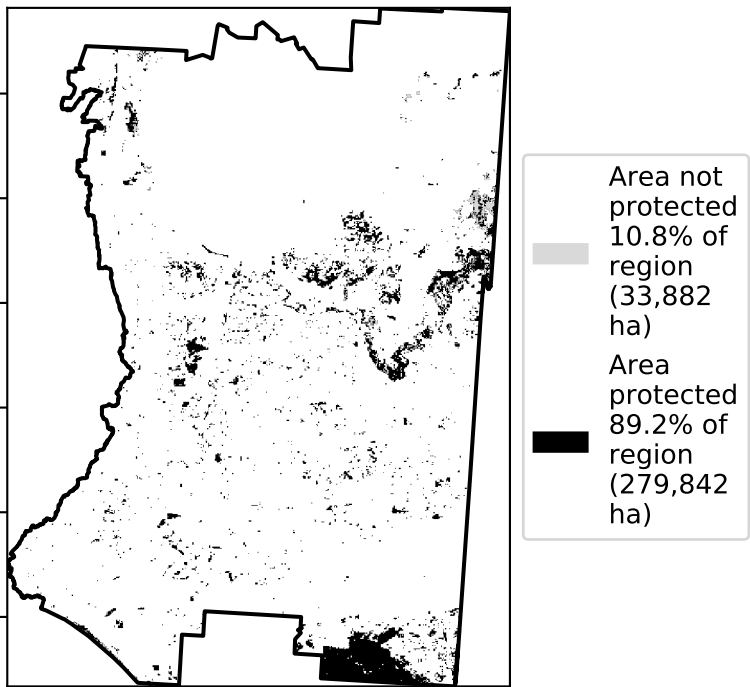 Area not
protected
10.8% of
region
(33,882
ha)
Area
protected
89.2% of
region
(279,842
ha)